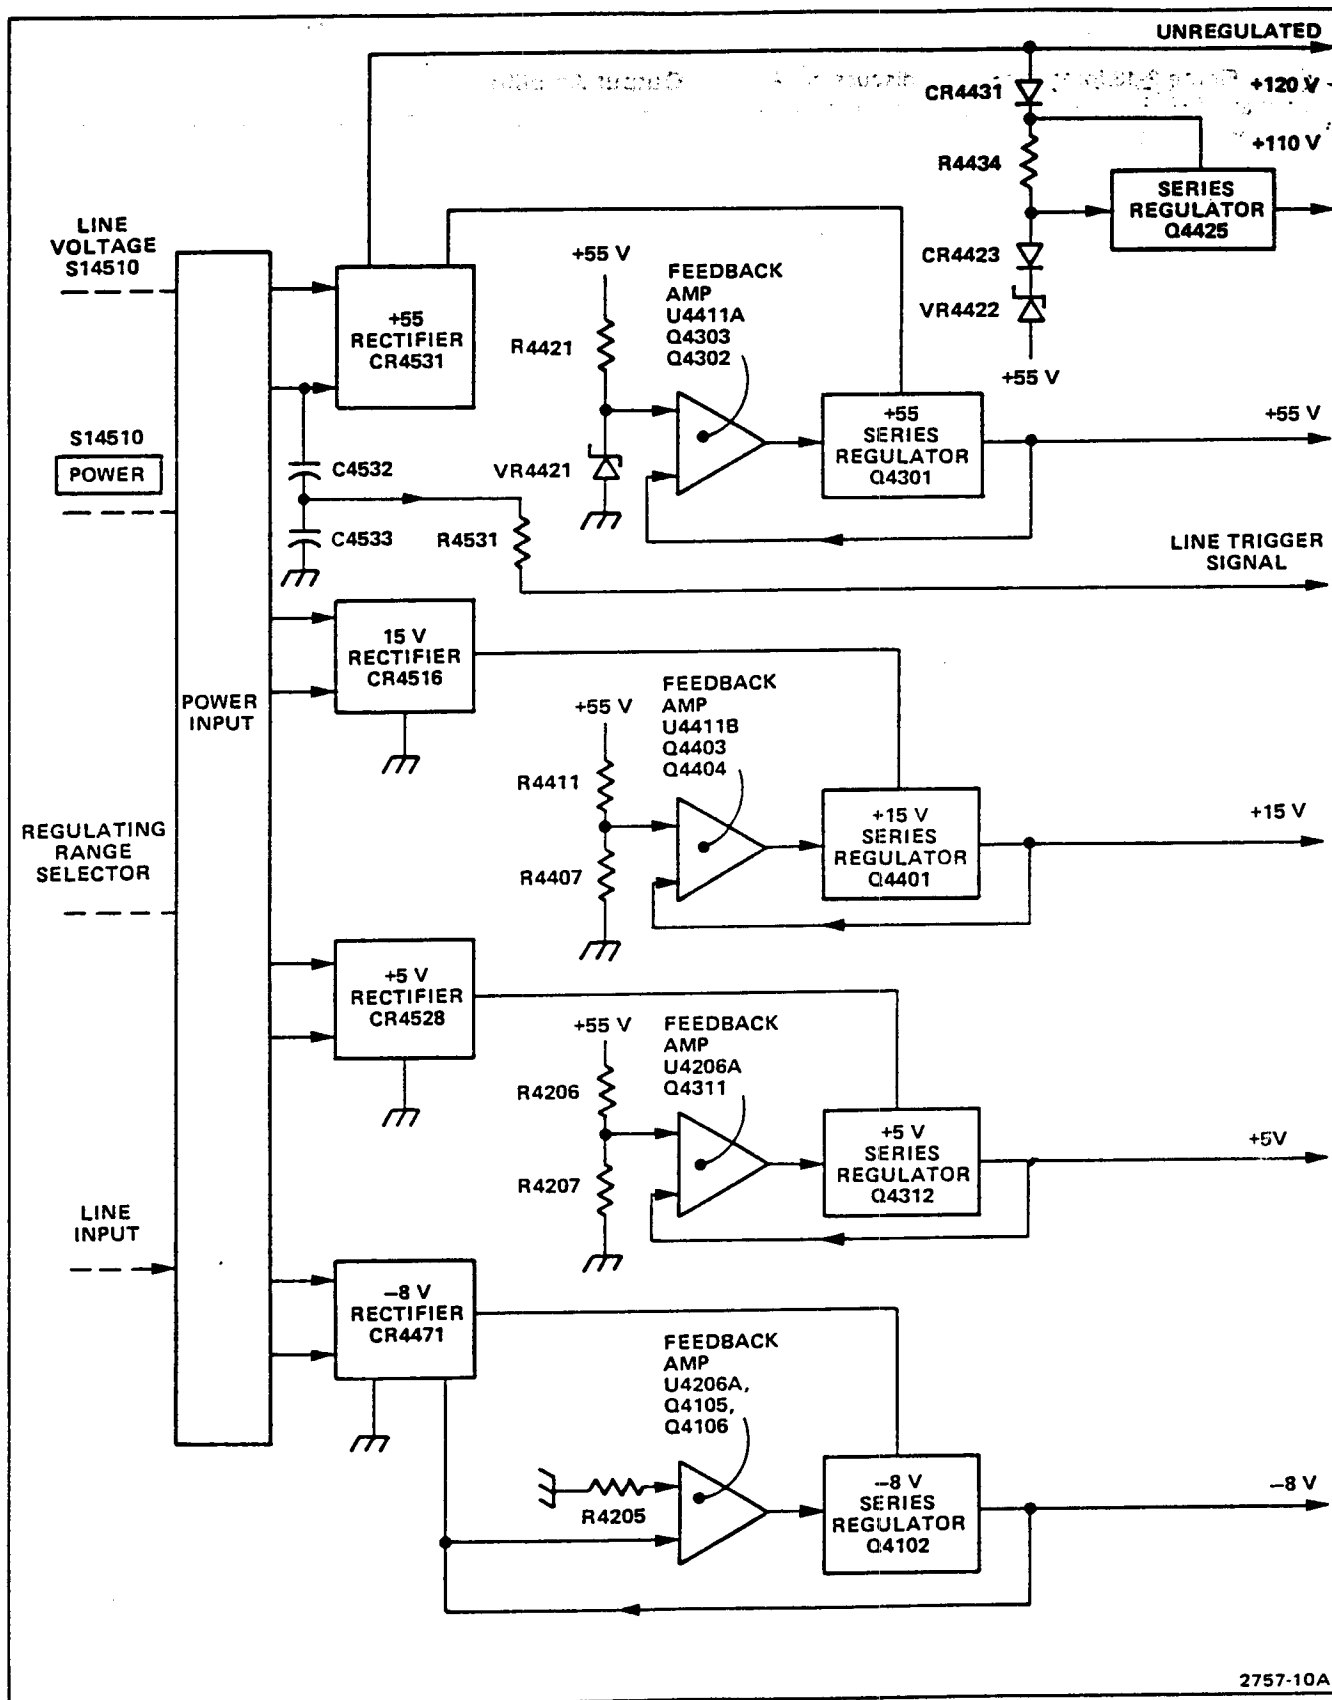 UNREGULATED
CR4431
+120 V
+110 V
R4434
SERIES
REGULATOR
Q4425
CR4423
VR4422
+55 V
LINE
VOLTAGE
S14510
+55
RECTIFIER
CR4531
+55 V
R4421
VR4421
FEEDBACK
AMP
U4411A
Q4303
Q4302
+55
SERIES
REGULATOR
Q4301
+55 V
S14510
POWER
C4532
C4533
R4531
LINE TRIGGER
SIGNAL
POWER
INPUT
15 V
RECTIFIER
CR4516
+55 V
R4411
R4407
FEEDBACK
AMP
U4411B
Q4403
Q4404
+15 V
SERIES
REGULATOR
Q4401
+15 V
REGULATING
RANGE
SELECTOR
+5 V
RECTIFIER
CR4528
+55 V
R4206
R4207
FEEDBACK
AMP
U4206A
Q4311
+5 V
SERIES
REGULATOR
Q4312
+5V
LINE
INPUT
–8 V
RECTIFIER
CR4471
FEEDBACK
AMP
U4206A,
Q4105,
Q4106
R4205
–8 V
SERIES
REGULATOR
Q4102
–8 V
2757-10A